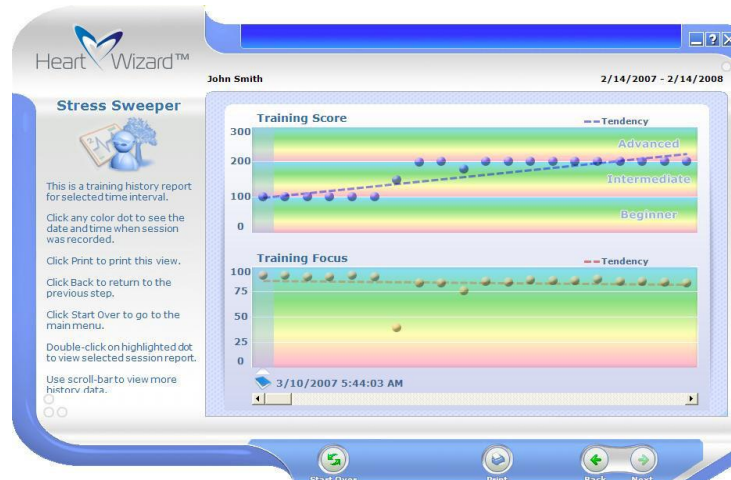 Heart Wizard™
John Smith
2/14/2007 - 2/14/2008
Stress Sweeper
This is a training history report
for selected time interval.
Click any color dot to see the
date and time when session
was recorded.
Click Print to print this view.
Click Back to return to the
previous step.
Click Start Over to go to the
main menu.
Double-click on highlighted dot
to view selected session report.
Use scroll-bar to view more
history data.
Training Score
Tendency
300
200
100
0
Advanced
Intermediate
Beginner
Training Focus
Tendency
100
75
50
25
0
3/10/2007 5:44:03 AM
Start Over
Print
Back
Next